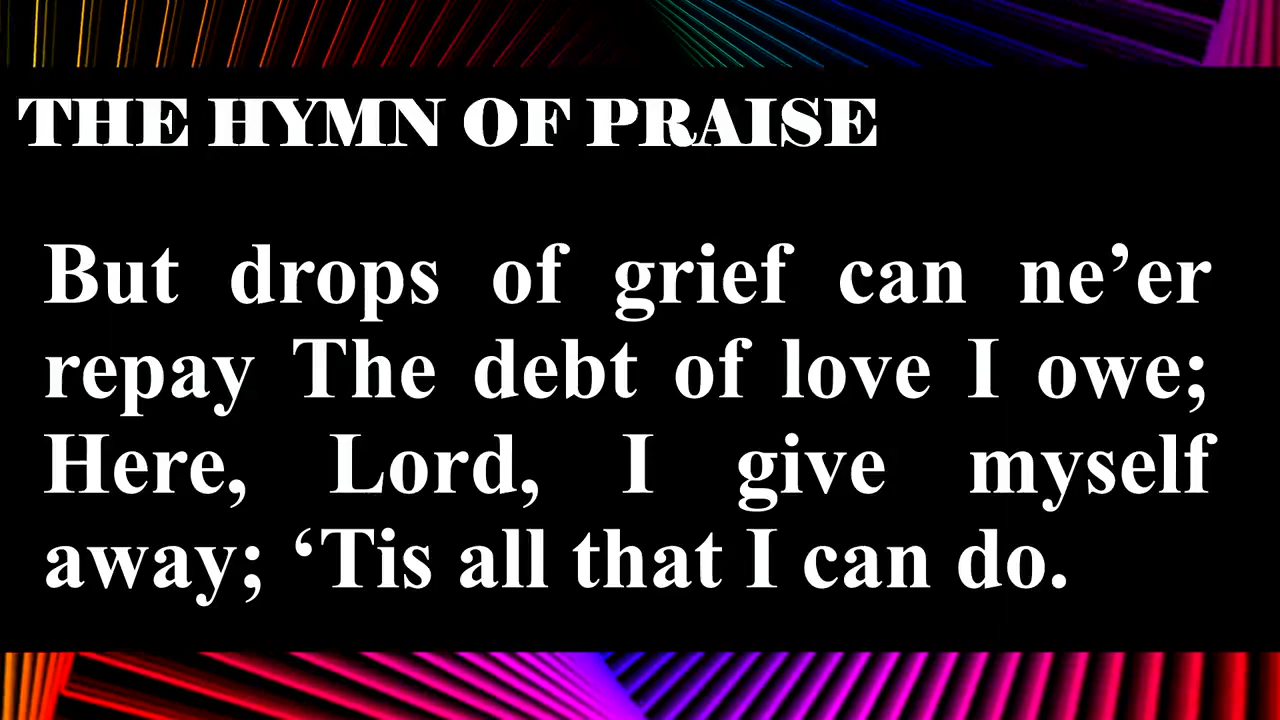 THE HYMN OF PRAISE
But drops of grief can ne’er
repay The debt of love I owe;
Here, Lord, I give myself
away; ‘Tis all that I can do.